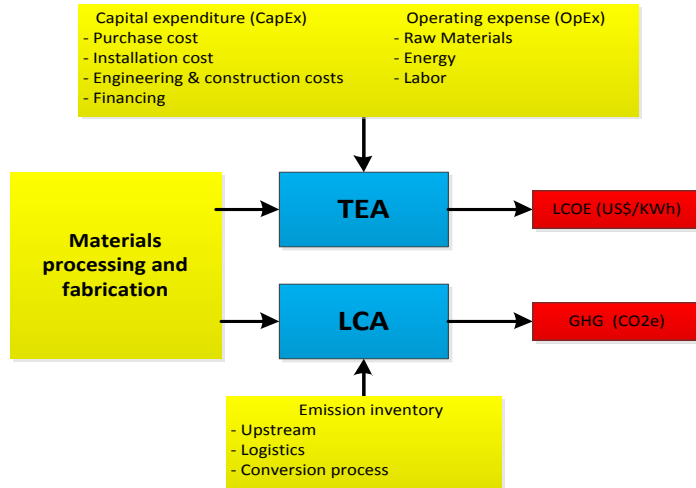 Capital expenditure (CapEx)
- Purchase cost
- Installation cost
- Engineering & construction costs
- Financing
Operating expense (OpEx)
- Raw Materials
- Energy
- Labor
Materials
processing and
fabrication
TEA
LCOE (US$/KWh)
LCA
GHG (CO2e)
Emission inventory
- Upstream
- Logistics
- Conversion process